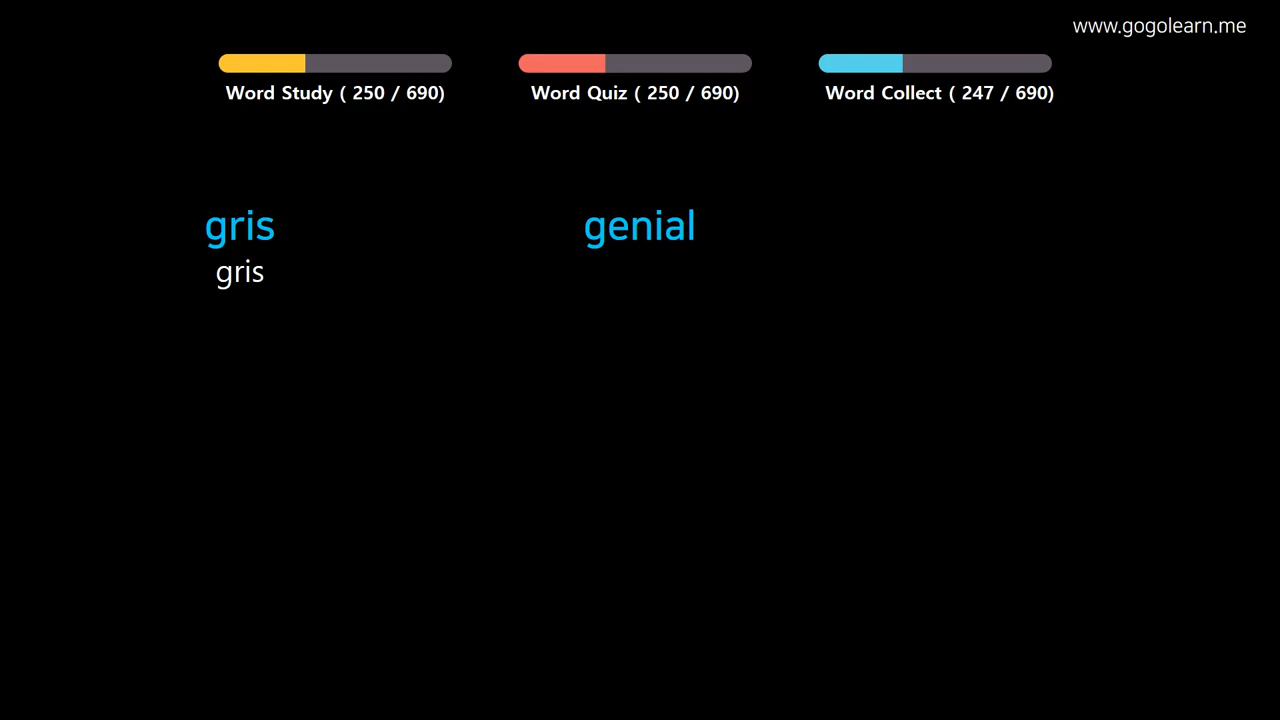 www.gogolearn.me
Word Study ( 250 / 690)
Word Quiz ( 250 / 690)
Word Collect ( 247 / 690)
gris
genial
gris